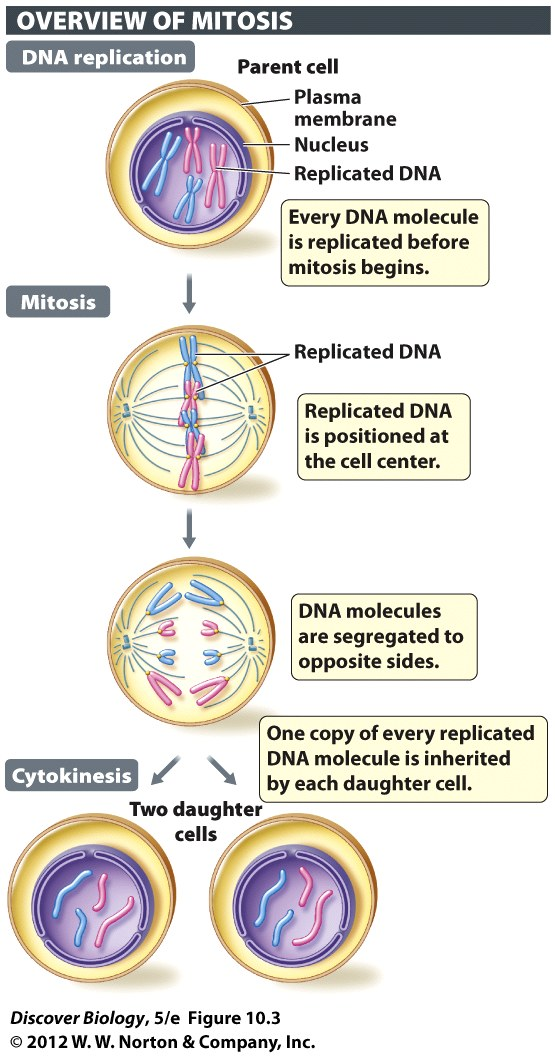 OVERVIEW OF MITOSIS
DNA replication
Parent cell
Plasma
membrane
Nucleus
Replicated DNA
Every DNA molecule
is replicated before
mitosis begins.
Mitosis
Replicated DNA
Replicated DNA
is positioned at
the cell center.
DNA molecules
are segregated to
opposite sides.
One copy of every replicated
DNA molecule is inherited
by each daughter cell.
Cytokinesis
Two daughter
cells
Discover Biology, 5/e Figure 10.3
© 2012 W. W. Norton & Company, Inc.